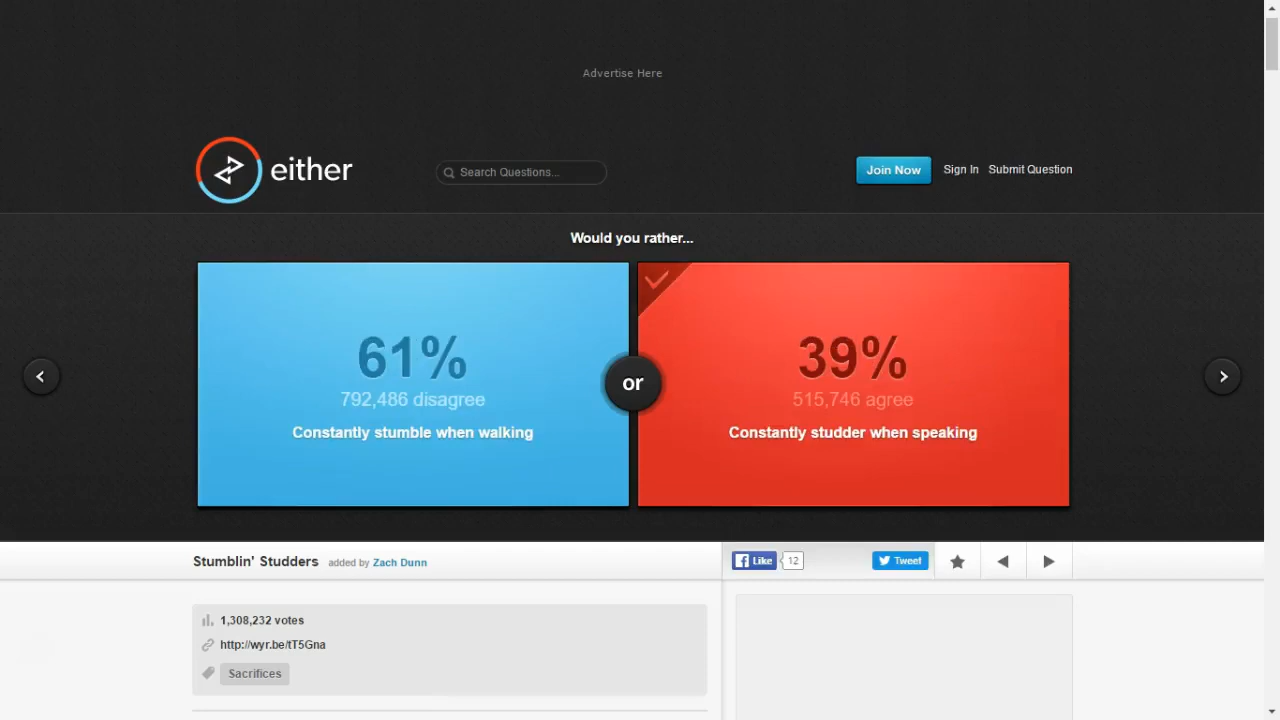 Advertise Here
either
Search Questions...
Join Now
Sign In
Submit Question
Would you rather...
61%
792,486 disagree
Constantly stumble when walking
or
39%
515,746 agree
Constantly studder when speaking
Stumblin' Studders
added by Zach Dunn
Like
12
Tweet
1,308,232 votes
http://wyr.be/tT5Gna
Sacrifices